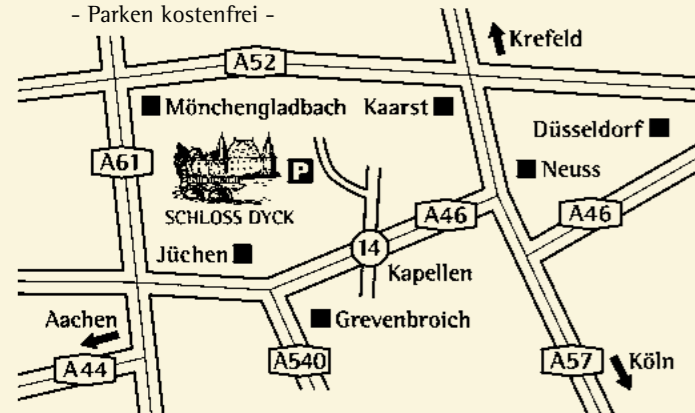 - Parken kostenfrei -
Krefeld
A52
Mönchengladbach
Kaarst
Düsseldorf
A61
P
Neuss
SCHLOSS DYCK
A46
A46
Jüchen
14
Kapellen
Aachen
Grevenbroich
A44
A540
A57
Köln